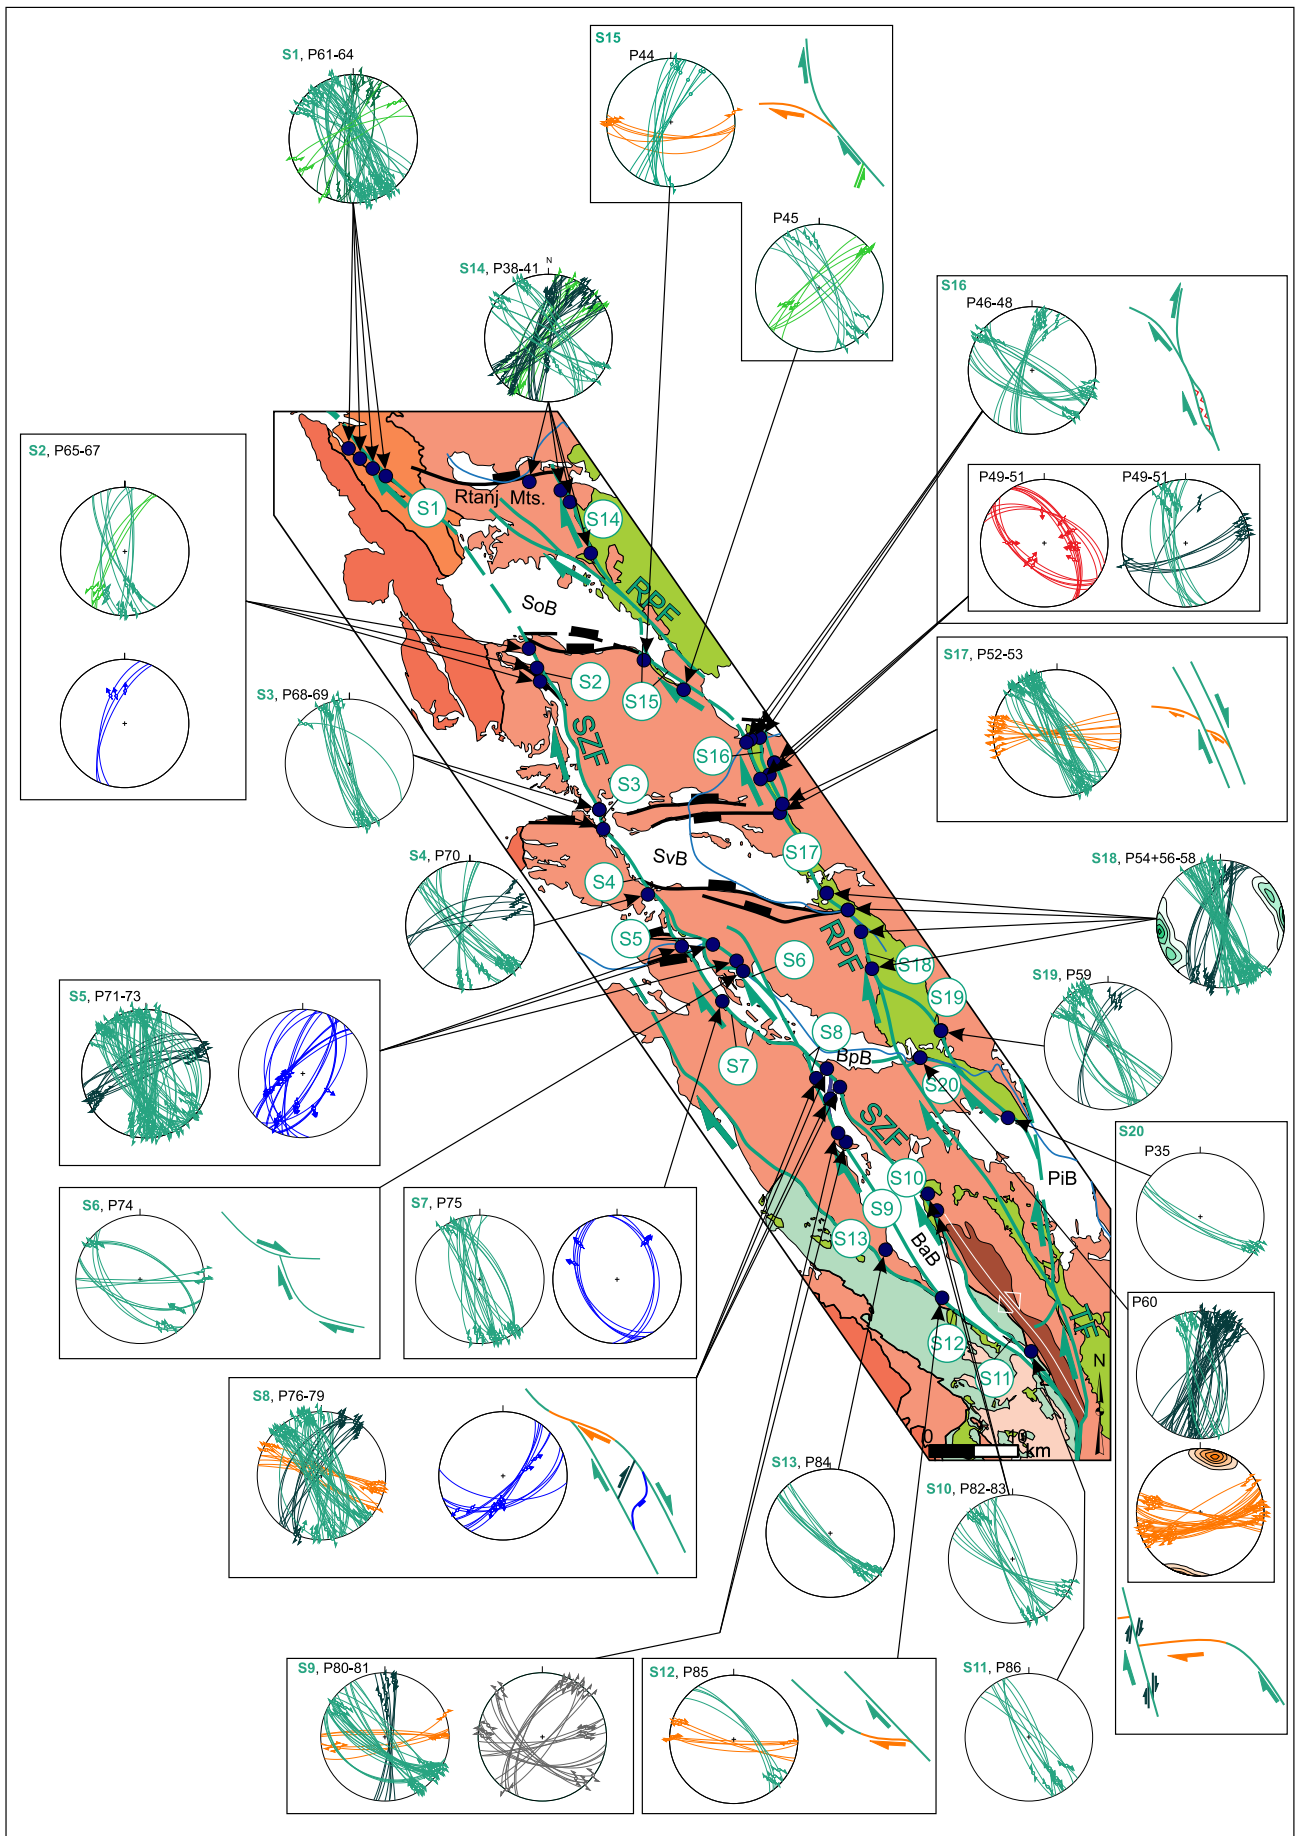 S1, P61-64
S15
P44
P45
S14, P38-41
N
S16
P46-48
P49-51
P49-51
S2, P65-67
S1
Rtanj Mts.
S14
RPF
SoB
S2
S15
S3, P68-69
SZF
S16
S17, P52-53
S3
SvB
S17
S4, P70
S4
S18, P54+56-58
S5
S6
RPF
S18
S19
S19, P59
S5, P71-73
S7
S8
BpB
S20
SZF
S20
P35
S6, P74
S7, P75
S10
S9
PiB
S13
BaB
P60
S12
S11
TF
N
S8, P76-79
0
10
km
S13, P84
S10, P82-83
S9, P80-81
S12, P85
S11, P86